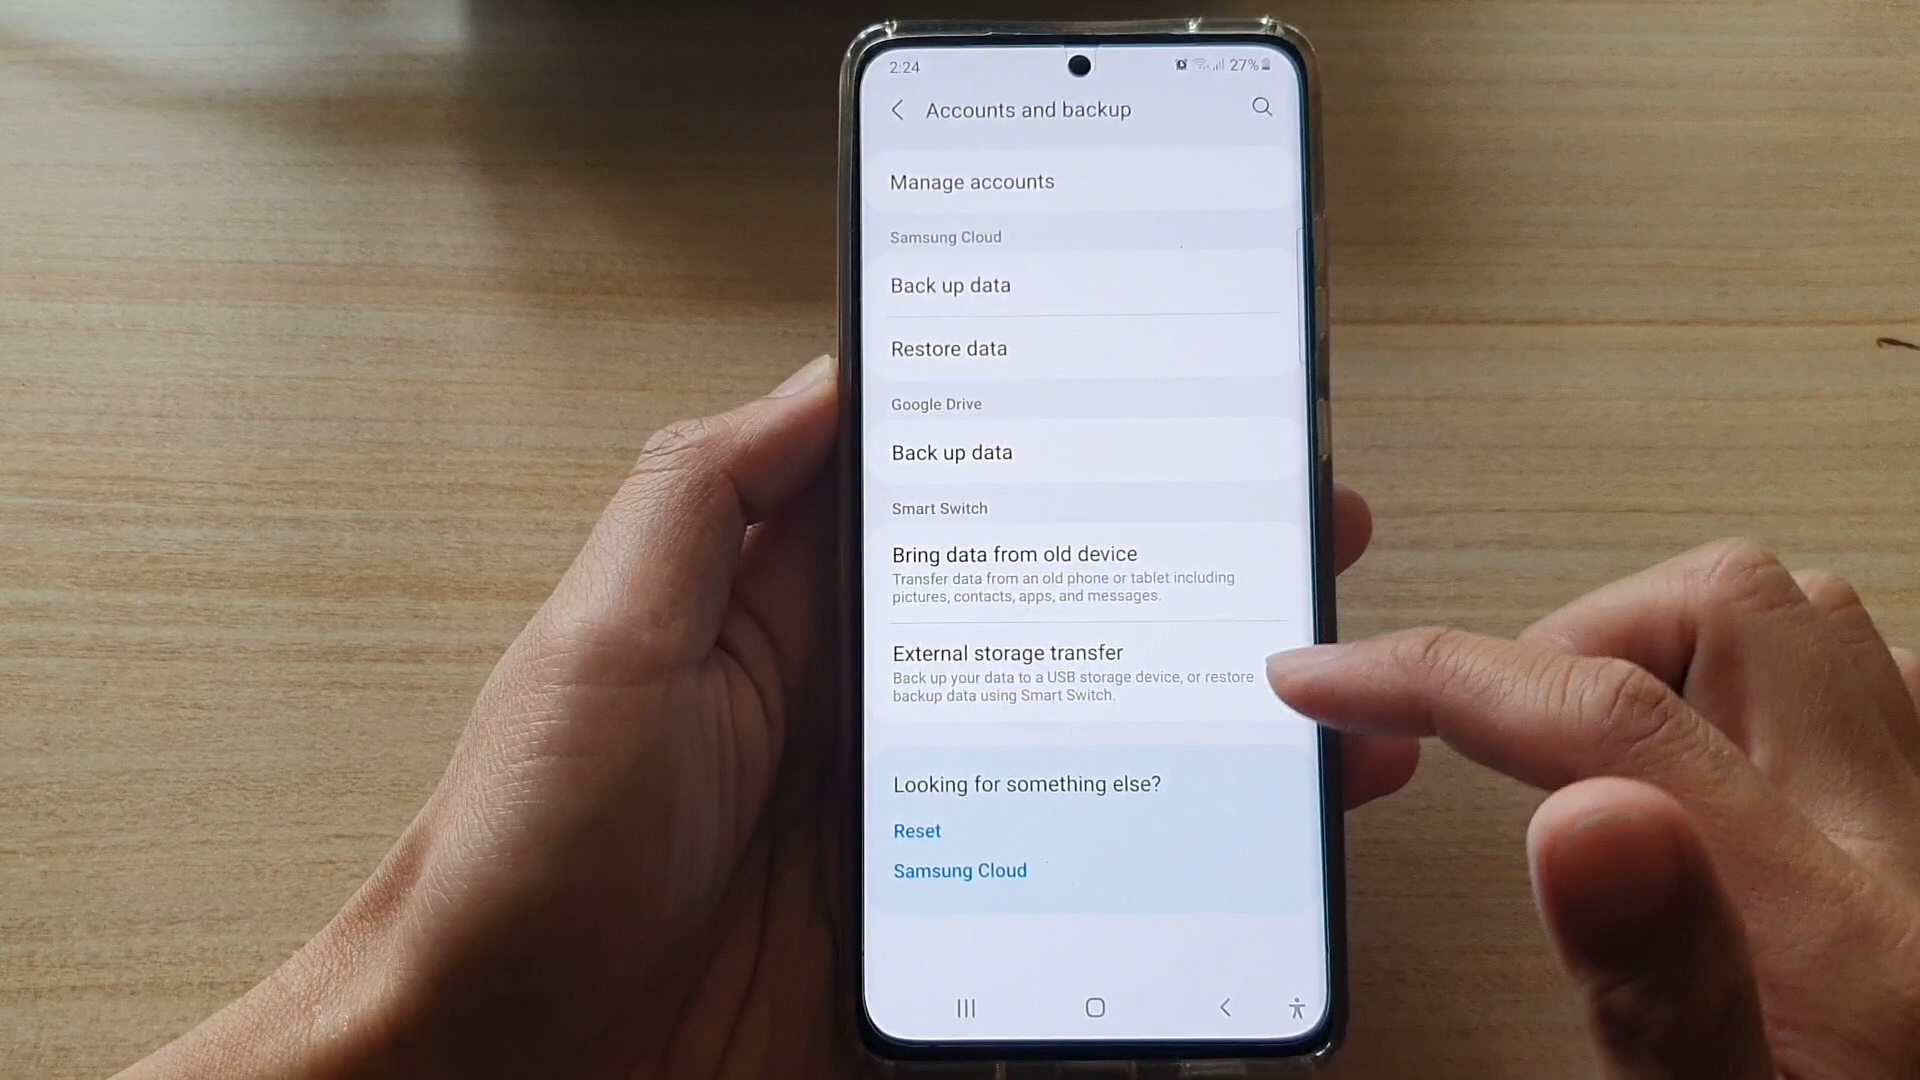 2:24
27%
Accounts and backup
Manage accounts
Samsung Cloud
Back up data
Restore data
Google Drive
Back up data
Smart Switch
Bring data from old device
Transfer data from an old phone or tablet including
pictures, contacts, apps, and messages.
External storage transfer
Back up your data to a USB storage device, or restore
backup data using Smart Switch.
Looking for something else?
Reset
Samsung Cloud